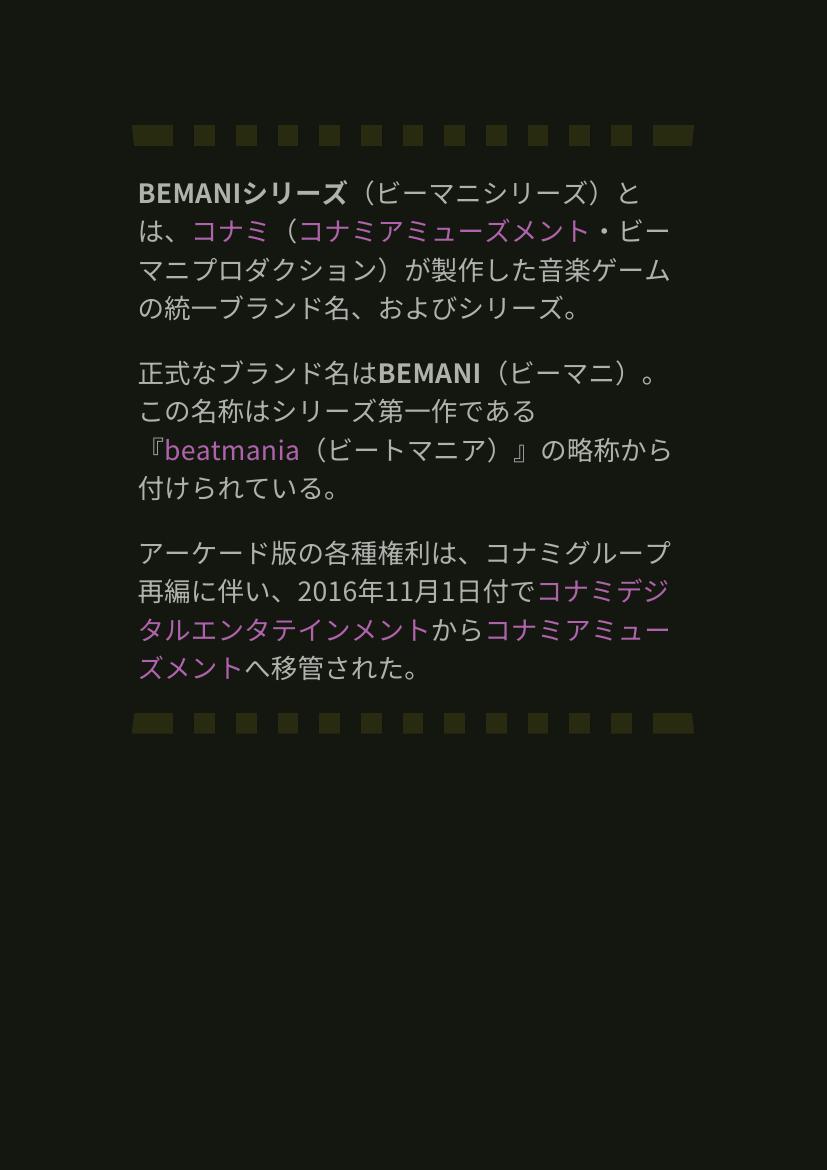 BEMANIシリーズ（ビーマニシリーズ）と
は、コナミ（コナミアミューズメント・ビー
マニプロダクション）が製作した音楽ゲーム
の統一ブランド名、およびシリーズ。
正式なブランド名はBEMANI（ビーマニ）。
この名称はシリーズ第一作である
『beatmania（ビートマニア）』の略称から
付けられている。
アーケード版の各種権利は、コナミグループ
再編に伴い、2016年11月1日付でコナミデジ
タルエンタテインメントからコナミアミュー
ズメントへ移管された。